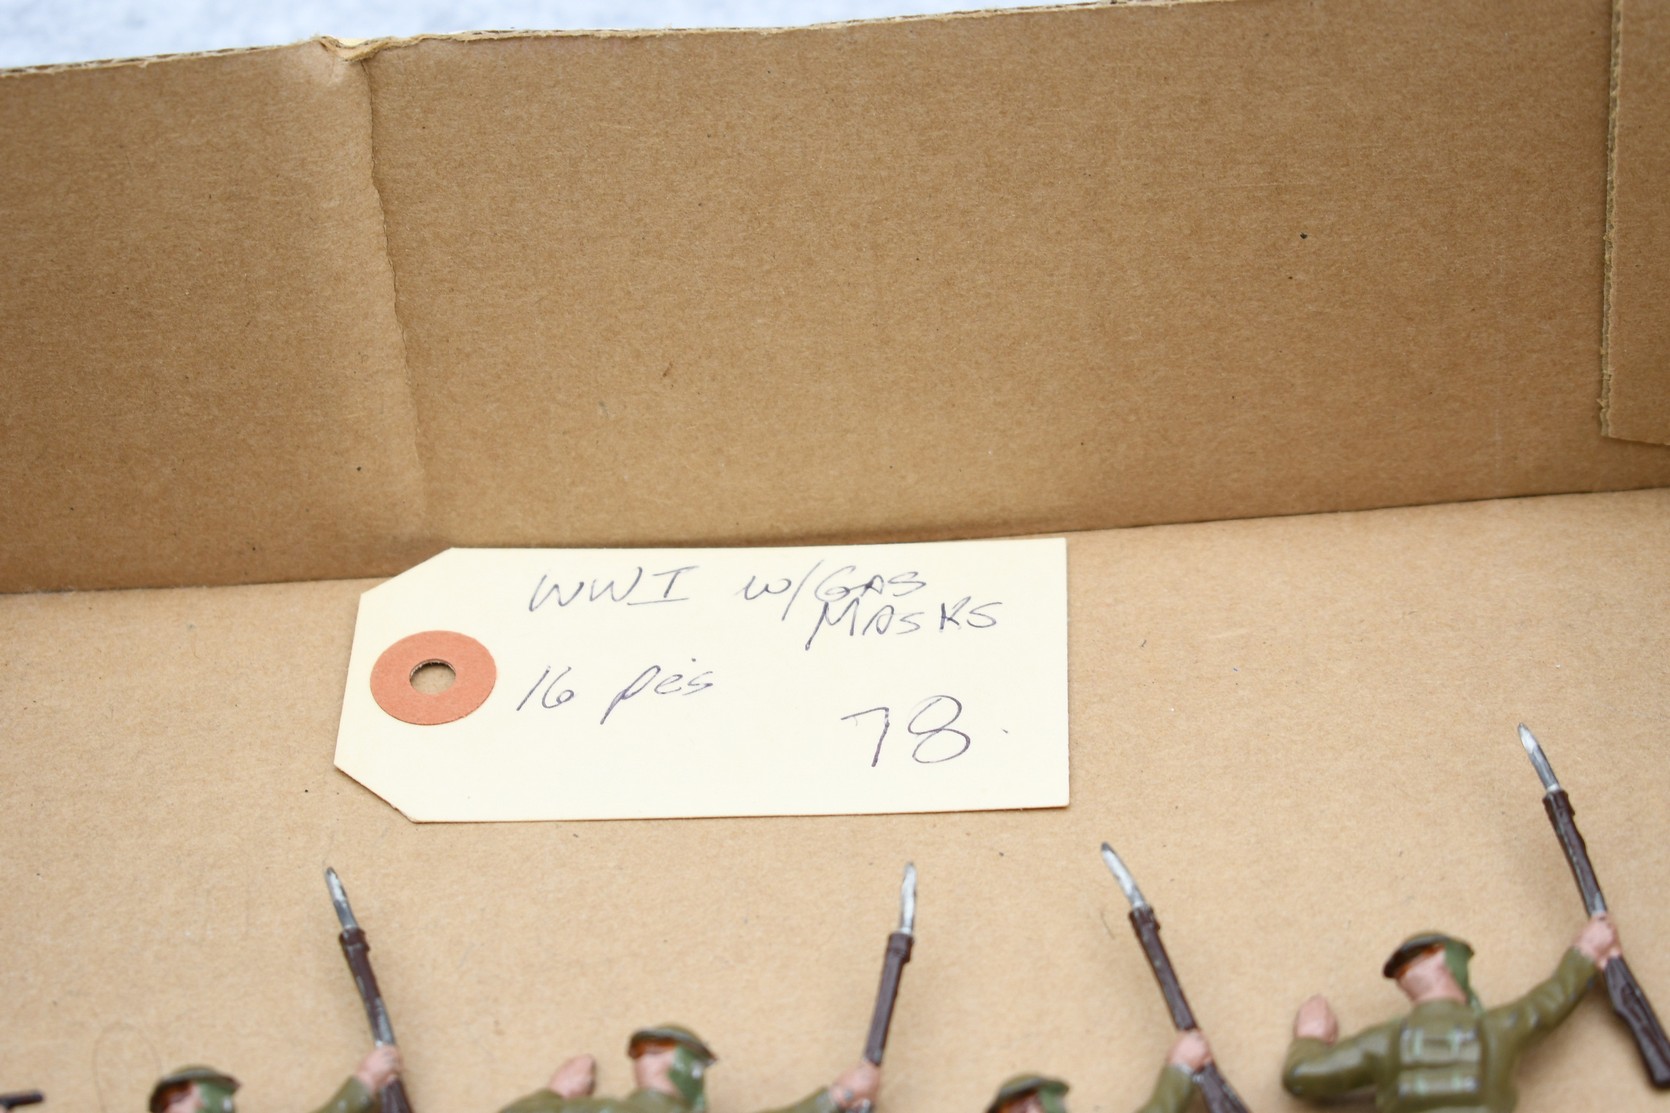 WWI w/GAS
MASKS
16 pcs
78.